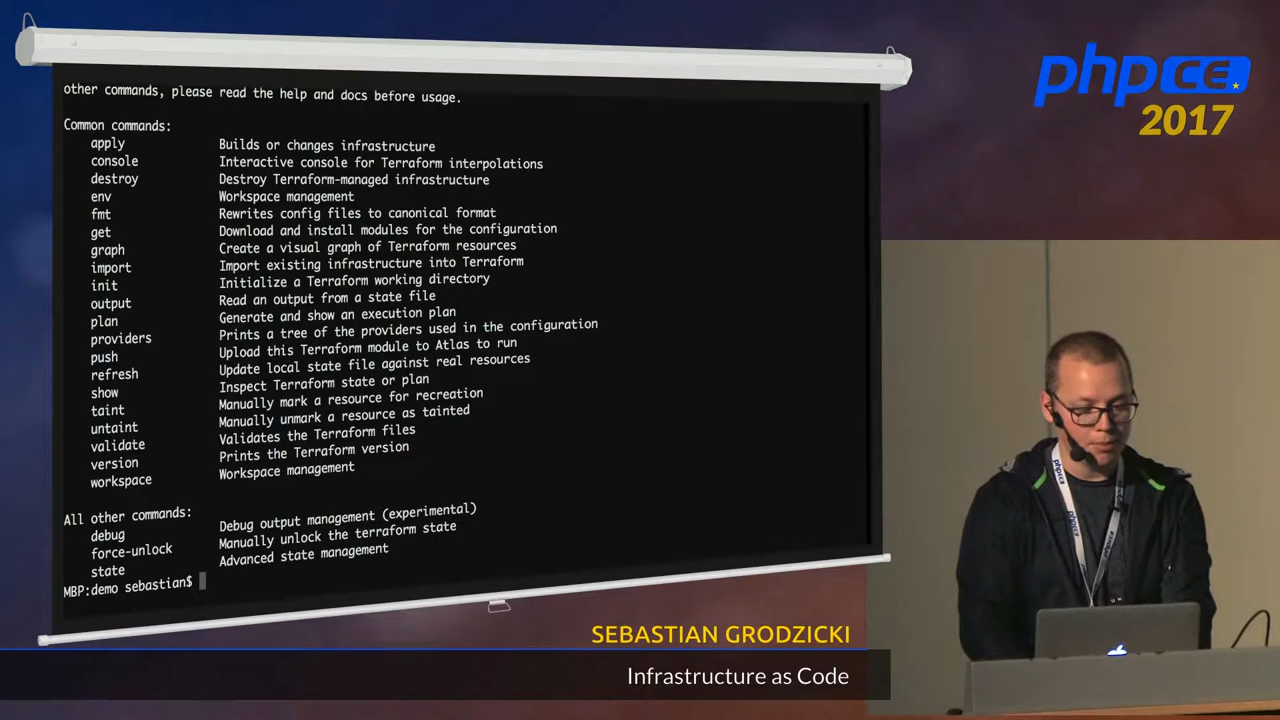 other commands, please read the help and docs before usage.
Common commands:
apply Builds or changes infrastructure
console Interactive console for Terraform interpolations
destroy Destroy Terraform-managed infrastructure
env Workspace management
fmt Rewrites config files to canonical format
get Download and install modules for the configuration
graph Create a visual graph of Terraform resources
import Import existing infrastructure into Terraform
init Initialize a Terraform working directory
output Read an output from a state file
plan Generate and show an execution plan
providers Prints a tree of the providers used in the configuration
push Upload this Terraform module to Atlas to run
refresh Update local state file against real resources
show Inspect Terraform state or plan
taint Manually mark a resource for recreation
untaint Manually unmark a resource as tainted
validate Validates the Terraform files
version Prints the Terraform version
workspace Workspace management
All other commands:
debug Debug output management (experimental)
force-unlock Manually unlock the terraform state
state Advanced state management
MBP:demo sebastian$
phpce
2017
phpce
phpce
SEBASTIAN GRODZICKI
Infrastructure as Code